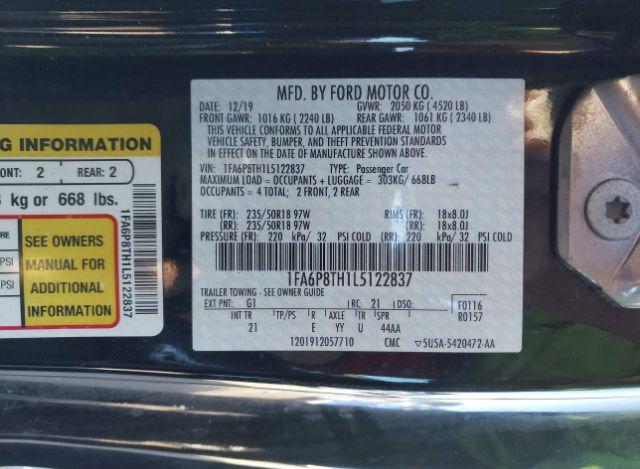 G INFORMATION
ONT: 2 REAR: 2
kg or 668 lbs.
RE
PSI
PSI
SEE OWNERS
MANUAL FOR
ADDITIONAL
INFORMATION
1FA6P8TH1L5122837
MFD. BY FORD MOTOR CO.
DATE: 12/19 GVWR: 2050 KG ( 4520 LB)
FRONT GAWR: 1016 KG ( 2240 LB) REAR GAWR: 1061 KG ( 2340 LB)
THIS VEHICLE CONFORMS TO ALL APPLICABLE FEDERAL MOTOR
VEHICLE SAFETY, BUMPER, AND THEFT PREVENTION STANDARDS
IN EFFECT ON THE DATE OF MANUFACTURE SHOWN ABOVE.
VIN: 1FA6P8TH1L5122837 TYPE: Passenger Car
MAXIMUM LOAD = OCCUPANTS + LUGGAGE = 303KG/ 668LB
OCCUPANTS = 4 TOTAL; 2 FRONT, 2 REAR
TIRE (FR): 235/50R18 97W RIMS (FR): 18x8.0J
(RR): 235/50R18 97W (RR): 18x8.0J
PRESSURE (FR): 220 kPa/ 32 PSI COLD (RR): 220 kPa/ 32 PSI COLD
1FA6P8TH1L5122837
TRAILER TOWING - SEE OWNER GUIDE
EXT PNT: G1 RC: 21 DSO: F0116
R0157
INT TR TP/PS R AXLE TR SPR
21 E YY U 44AA
1201912057710 CMC ▽5U5A-5420472-AA